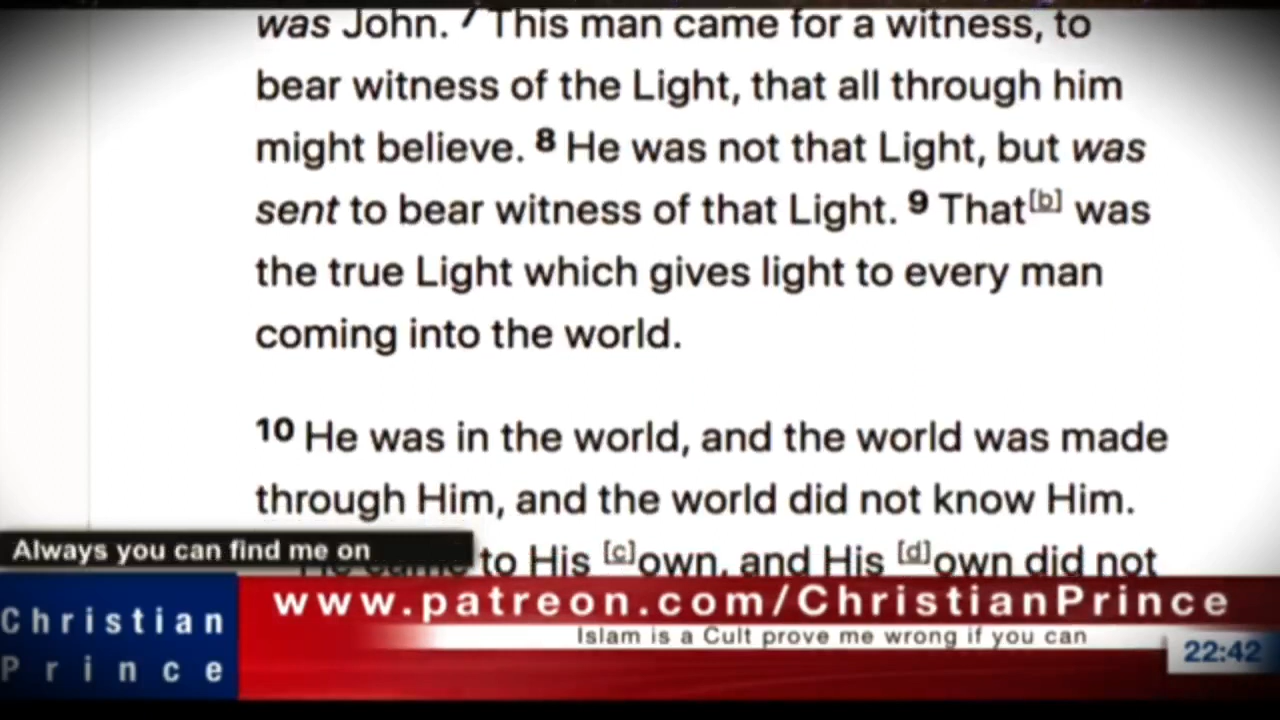 was John. 7 This man came for a witness, to
bear witness of the Light, that all through him
might believe. 8 He was not that Light, but was
sent to bear witness of that Light. 9 That[b] was
the true Light which gives light to every man
coming into the world.
10 He was in the world, and the world was made
through Him, and the world did not know Him.
He came to His [c]own, and His [d]own did not
Always you can find me on
www.patreon.com/ChristianPrince
Islam is a Cult prove me wrong if you can
Christian
Prince
22:42